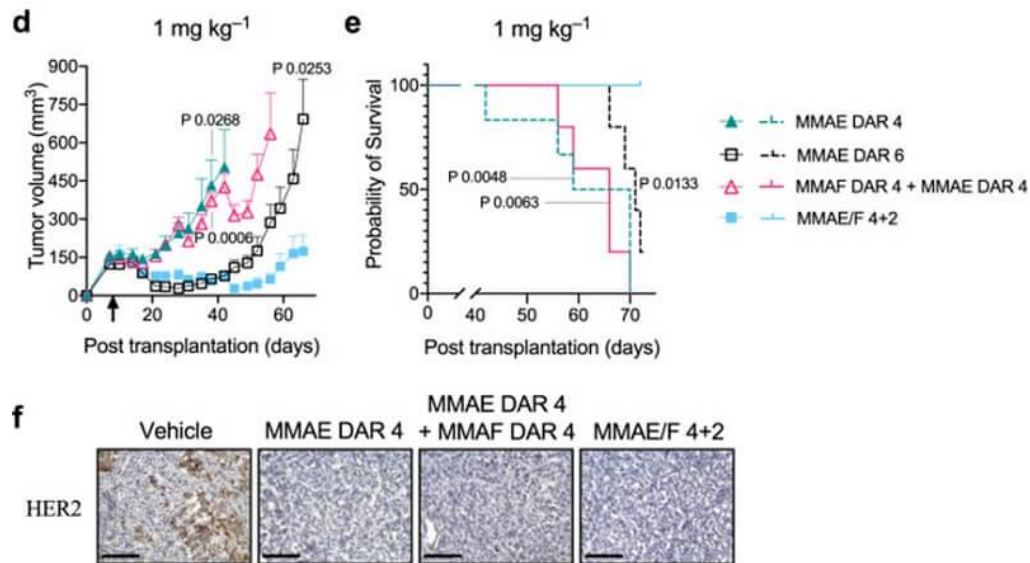 d
1 mg kg⁻¹
Tumor volume (mm³)
900
750
600
450
300
150
0
P 0.0253
P 0.0268
P 0.0006
0
20
40
60
Post transplantation (days)
e
1 mg kg⁻¹
Probability of Survival
100
50
0
P 0.0048
P 0.0063
P 0.0133
0
40
50
60
70
Post transplantation (days)
MMAE DAR 4
MMAE DAR 6
MMAF DAR 4 + MMAE DAR 4
MMAE/F 4+2
f
Vehicle
MMAE DAR 4
MMAE DAR 4
+ MMAF DAR 4
MMAE/F 4+2
HER2